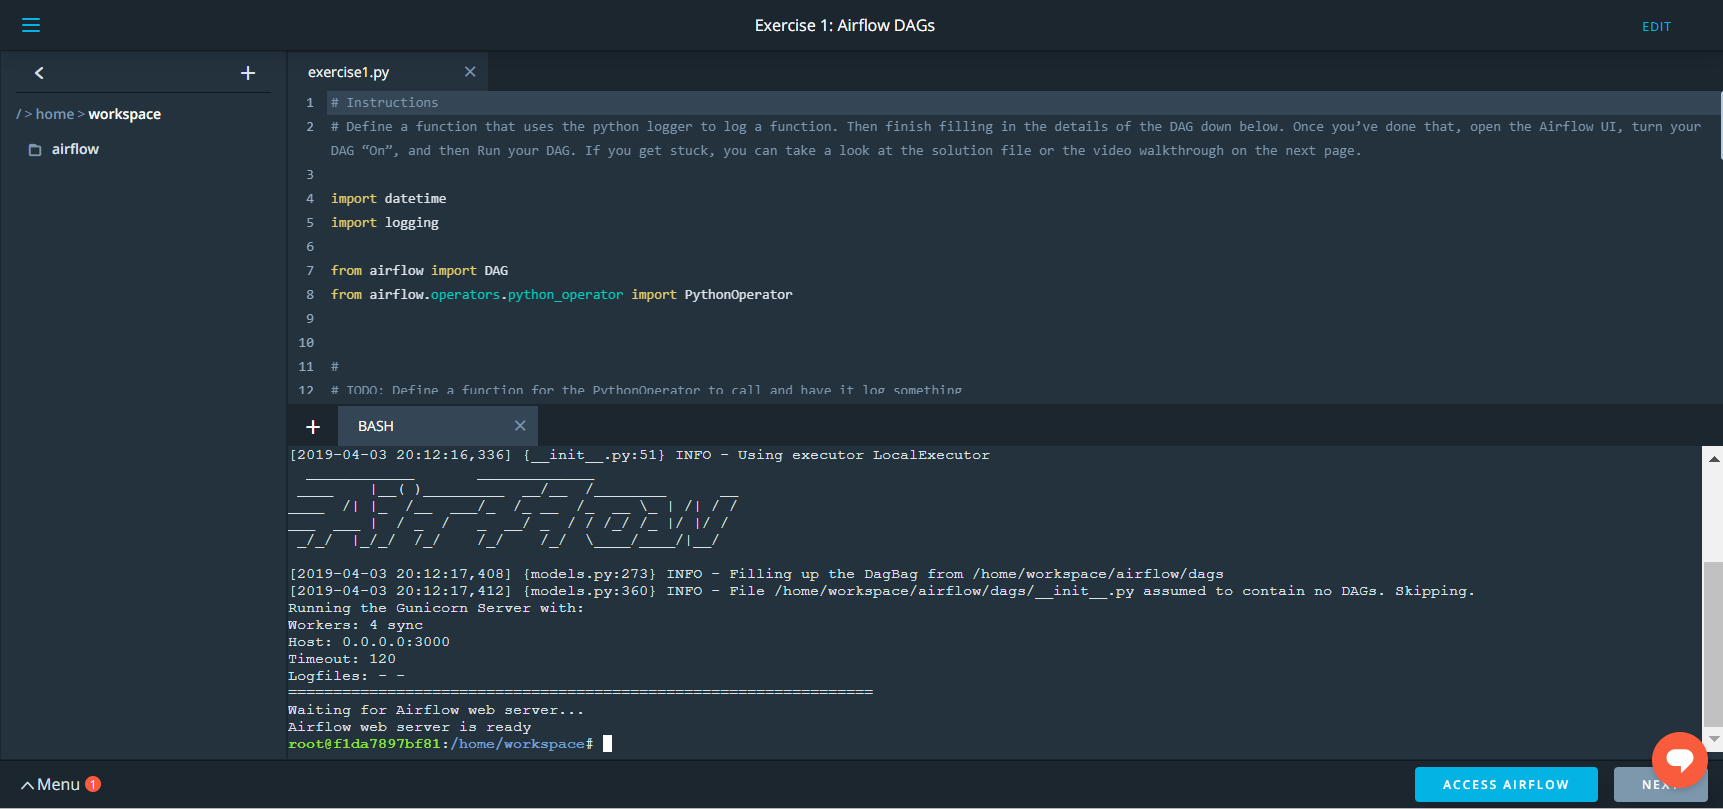 Exercise 1: Airflow DAGs
EDIT
/ > home > workspace
airflow
exercise1.py
1 # Instructions
2 # Define a function that uses the python logger to log a function. Then finish filling in the details of the DAG down below. Once you’ve done that, open the Airflow UI, turn your
DAG “On”, and then Run your DAG. If you get stuck, you can take a look at the solution file or the video walkthrough on the next page.
3
4 import datetime
5 import logging
6
7 from airflow import DAG
8 from airflow.operators.python_operator import PythonOperator
9
10
11 #
12 # TODO: Define a function for the PythonOperator to call and have it log something
BASH
[2019-04-03 20:12:16,336] {__init__.py:51} INFO - Using executor LocalExecutor
[2019-04-03 20:12:17,408] {models.py:273} INFO - Filling up the DagBag from /home/workspace/airflow/dags
[2019-04-03 20:12:17,412] {models.py:360} INFO - File /home/workspace/airflow/dags/__init__.py assumed to contain no DAGs. Skipping.
Running the Gunicorn Server with:
Workers: 4 sync
Host: 0.0.0.0:3000
Timeout: 120
Logfiles: - -
=================================================================
Waiting for Airflow web server...
Airflow web server is ready
root@f1da7897bf81:/home/workspace#
Menu 1
ACCESS AIRFLOW